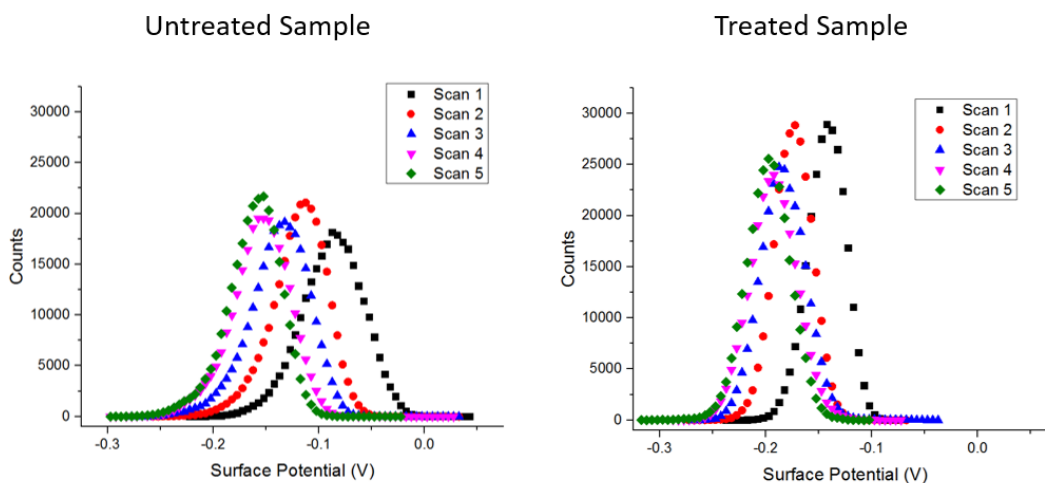 Untreated Sample
Treated Sample
Scan 1
Scan 2
Scan 3
Scan 4
Scan 5
30000
25000
20000
15000
10000
5000
0
Counts
-0.3
-0.2
-0.1
0.0
Surface Potential (V)
Scan 1
Scan 2
Scan 3
Scan 4
Scan 5
30000
25000
20000
15000
10000
5000
0
Counts
-0.3
-0.2
-0.1
0.0
Surface Potential (V)